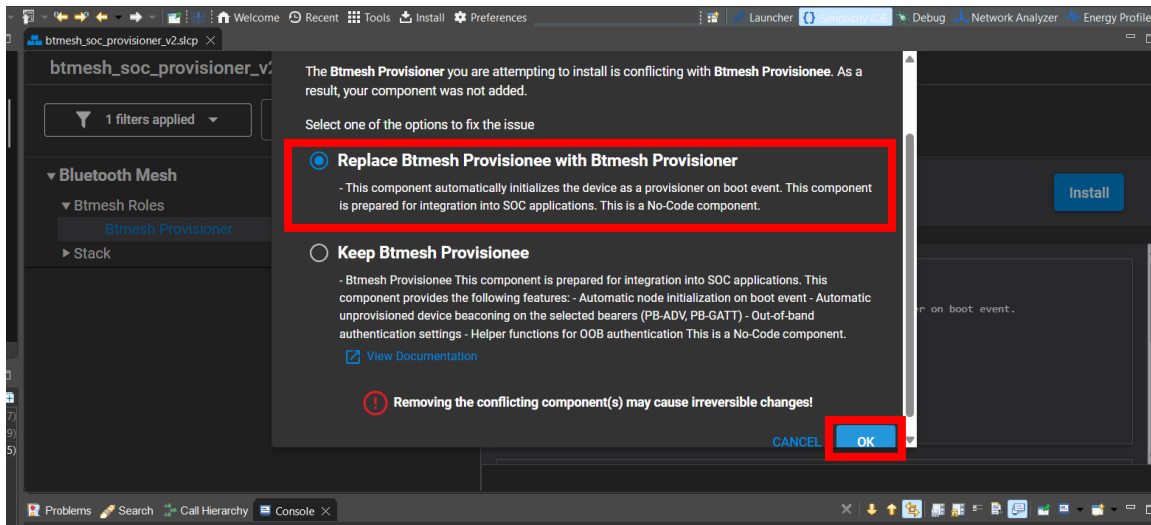 Welcome Recent Tools Install Preferences
Launcher Simplicity IDE Debug Network Analyzer Energy Profile
btmesh_soc_provisioner_v2.slcp
btmesh_soc_provisioner_v2
1 filters applied
Bluetooth Mesh
Btmesh Roles
Btmesh Provisioner
Stack
The Btmesh Provisioner you are attempting to install is conflicting with Btmesh Provisionee. As a
result, your component was not added.
Select one of the options to fix the issue
Replace Btmesh Provisionee with Btmesh Provisioner
- This component automatically initializes the device as a provisioner on boot event. This component
is prepared for integration into SOC applications. This is a No-Code component.
Keep Btmesh Provisionee
- Btmesh Provisionee This component is prepared for integration into SOC applications. This
component provides the following features: - Automatic node initialization on boot event - Automatic
unprovisioned device beaconing on the selected bearers (PB-ADV, PB-GATT) - Out-of-band
authentication settings - Helper functions for OOB authentication This is a No-Code component.
View Documentation
Removing the conflicting component(s) may cause irreversible changes!
CANCEL OK
Install
on boot event.
7)
9)
5)
Problems Search Call Hierarchy Console